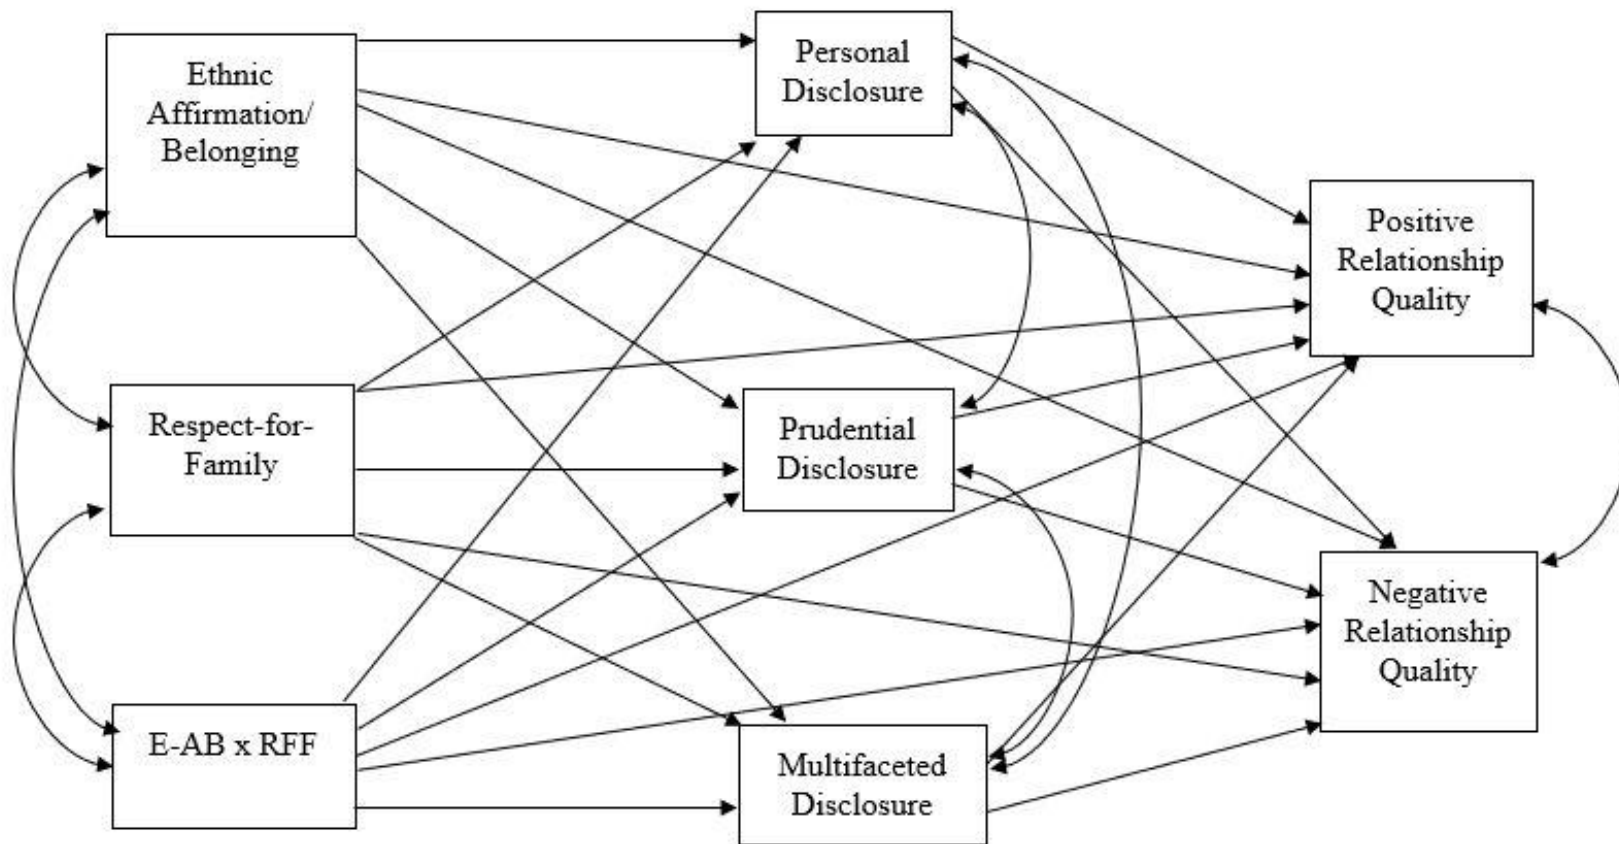 Ethnic
Affirmation/
Belonging
Respect-for-
Family
E-AB x RFF
Personal
Disclosure
Prudential
Disclosure
Multifaceted
Disclosure
Positive
Relationship
Quality
Negative
Relationship
Quality